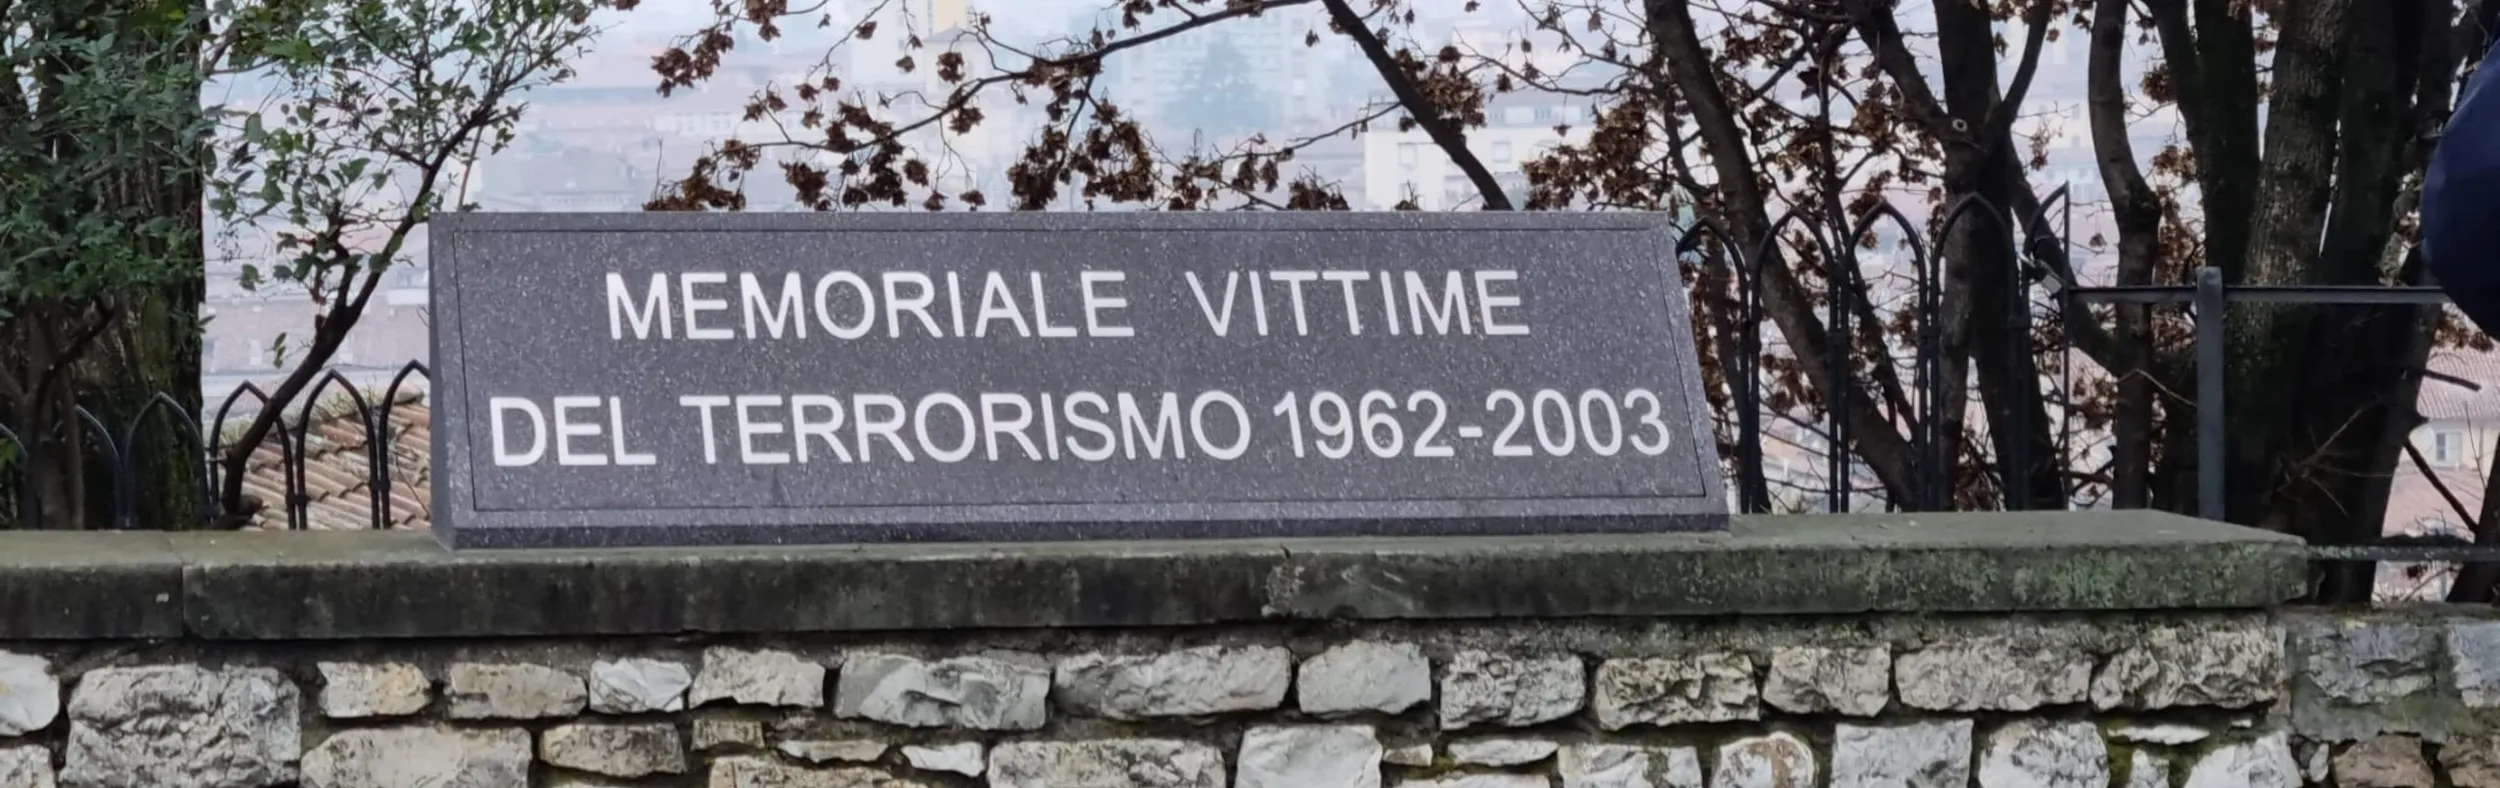 MEMORIALE VITTIME
DEL TERRORISMO 1962-2003